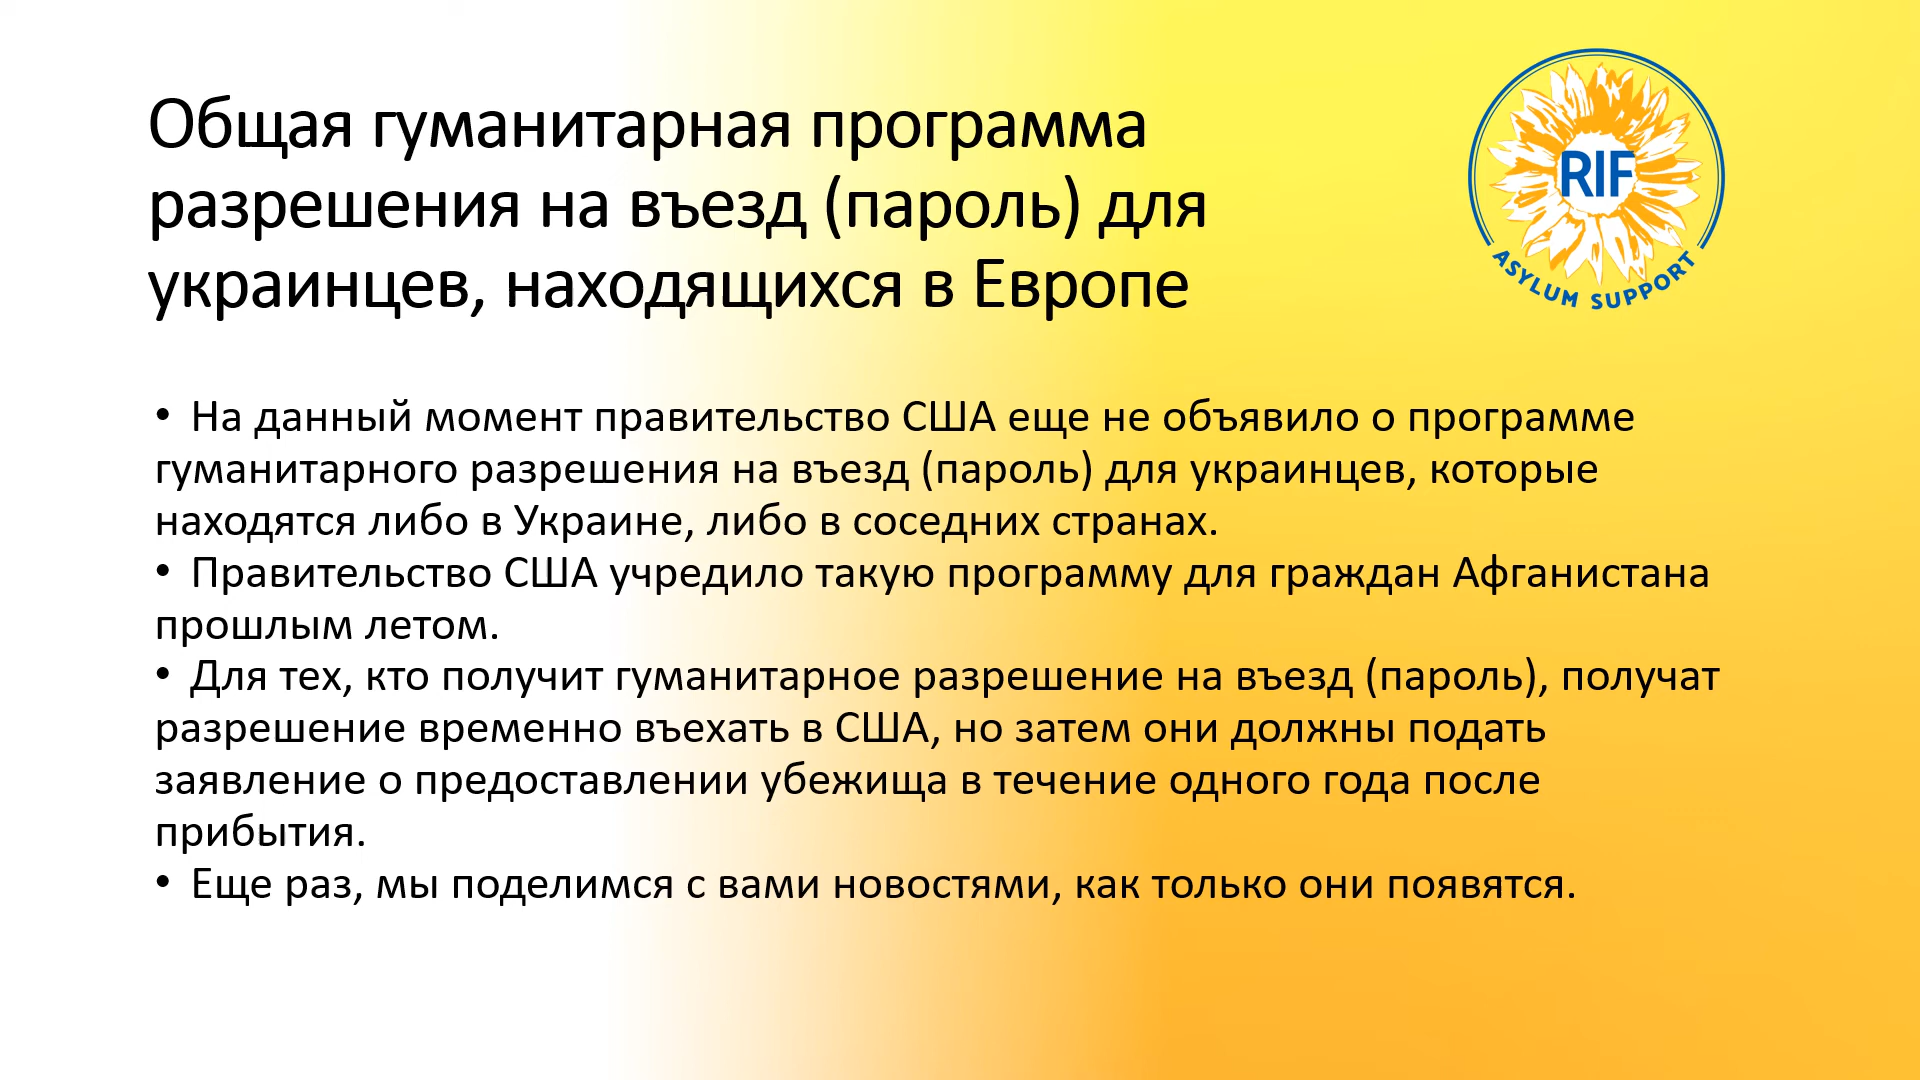 Общая гуманитарная программа
разрешения на въезд (пароль) для
украинцев, находящихся в Европе
RIF
ASYLUM SUPPORT
• На данный момент правительство США еще не объявило о программе
гуманитарного разрешения на въезд (пароль) для украинцев, которые
находятся либо в Украине, либо в соседних странах.
• Правительство США учредило такую программу для граждан Афганистана
прошлым летом.
• Для тех, кто получит гуманитарное разрешение на въезд (пароль), получат
разрешение временно въехать в США, но затем они должны подать
заявление о предоставлении убежища в течение одного года после
прибытия.
• Еще раз, мы поделимся с вами новостями, как только они появятся.